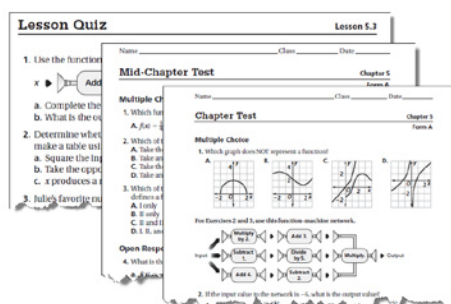 Lesson Quiz
Lesson 5.3
1. Use the function
x
Add
a. Complete the
b. What is the ou
2. Determine whet
make a table usi
a. Square the inp
b. Take the oppo
c. x produces a
3. Julie's favorite nu
Name
Class
Date
Mid-Chapter Test
Chapter 5
Form A
Multiple Ch
1. Which fun
A. f(x) =
2. Which of
A. Take th
B. Take an
C. Take th
D. Take an
3. Which of
defines a f
A. I only
B. II only
C. II and II
D. I, II, an
Open Respo
4. What is th
Name
Class
Date
Chapter Test
Chapter 5
Form A
Multiple Choice
1. Which graph does NOT represent a function?
A.
B.
C.
D.
For Exercises 2 and 3, use this function-machine network.
Multiply by 2.
Add 3.
Input
Subtract 1.
Divide by 5.
Multiply.
Output
Add 4.
Subtract 2.
2. If the input value to the network is −6, what is the output value?